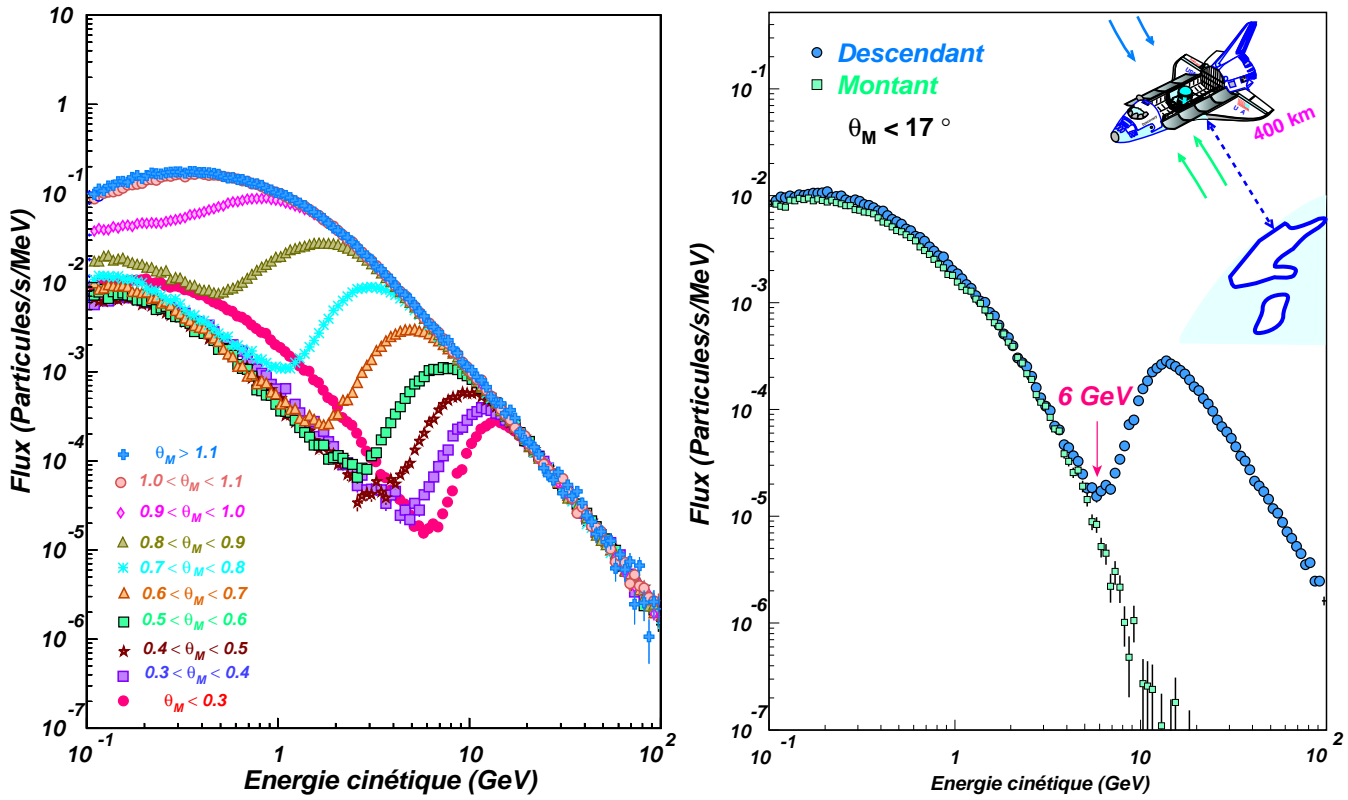 Flux (Particules/s/MeV)
10
1
10 -1
10 -2
10 -3
10 -4
10 -5
10 -6
10 -7
θM > 1.1
1.0 < θM < 1.1
0.9 < θM < 1.0
0.8 < θM < 0.9
0.7 < θM < 0.8
0.6 < θM < 0.7
0.5 < θM < 0.6
0.4 < θM < 0.5
0.3 < θM < 0.4
θM < 0.3
10 -1
1
10
10 2
Energie cinétique (GeV)
Flux (Particules/s/MeV)
10 -1
10 -2
10 -3
10 -4
10 -5
10 -6
10 -7
Descendant
Montant
θM < 17 °
400 km
6 GeV
10 -1
1
10
10 2
Energie cinétique (GeV)